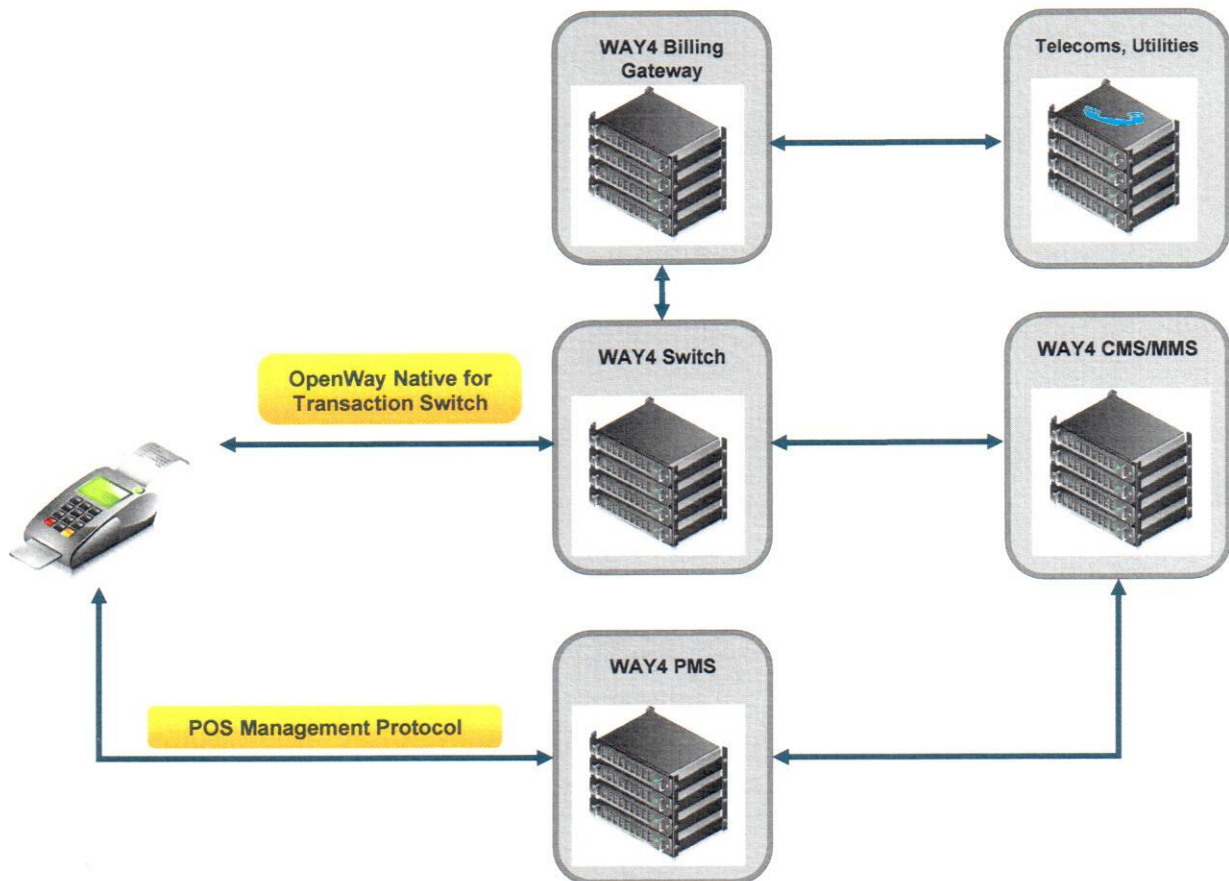 WAY4 Billing
Gateway
Telecoms, Utilities
WAY4 Switch
WAY4 CMS/MMS
OpenWay Native for
Transaction Switch
WAY4 PMS
POS Management Protocol